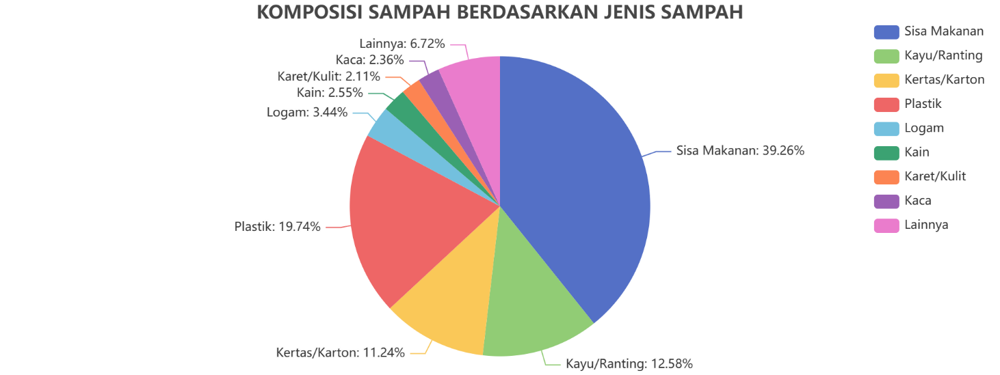 KOMPOSISI SAMPAH BERDASARKAN JENIS SAMPAH
Lainnya: 6.72%
Kaca: 2.36%
Karet/Kulit: 2.11%
Kain: 2.55%
Logam: 3.44%
Plastik: 19.74%
Kertas/Karton: 11.24%
Kayu/Ranting: 12.58%
Sisa Makanan: 39.26%
Sisa Makanan
Kayu/Ranting
Kertas/Karton
Plastik
Logam
Kain
Karet/Kulit
Kaca
Lainnya